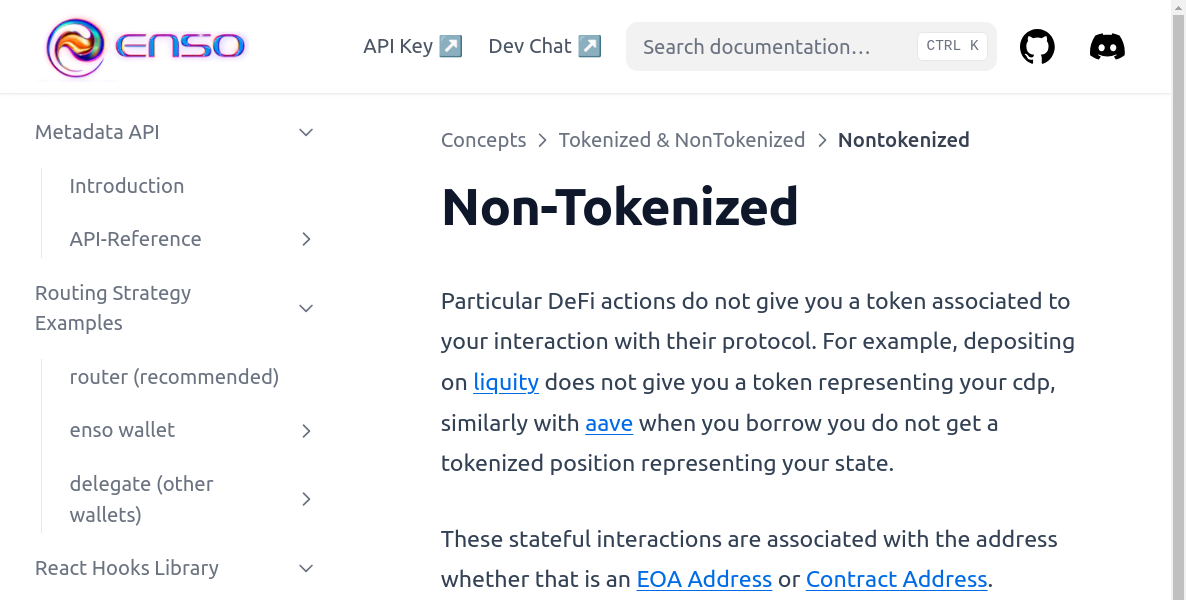 ENSO
API Key ↗
Dev Chat ↗
Search documentation…
CTRL K
Metadata API
Introduction
API-Reference
Routing Strategy
Examples
router (recommended)
enso wallet
delegate (other
wallets)
React Hooks Library
Concepts > Tokenized & NonTokenized > Nontokenized
Non-Tokenized
Particular DeFi actions do not give you a token associated to
your interaction with their protocol. For example, depositing
on liquity does not give you a token representing your cdp,
similarly with aave when you borrow you do not get a
tokenized position representing your state.
These stateful interactions are associated with the address
whether that is an EOA Address or Contract Address.